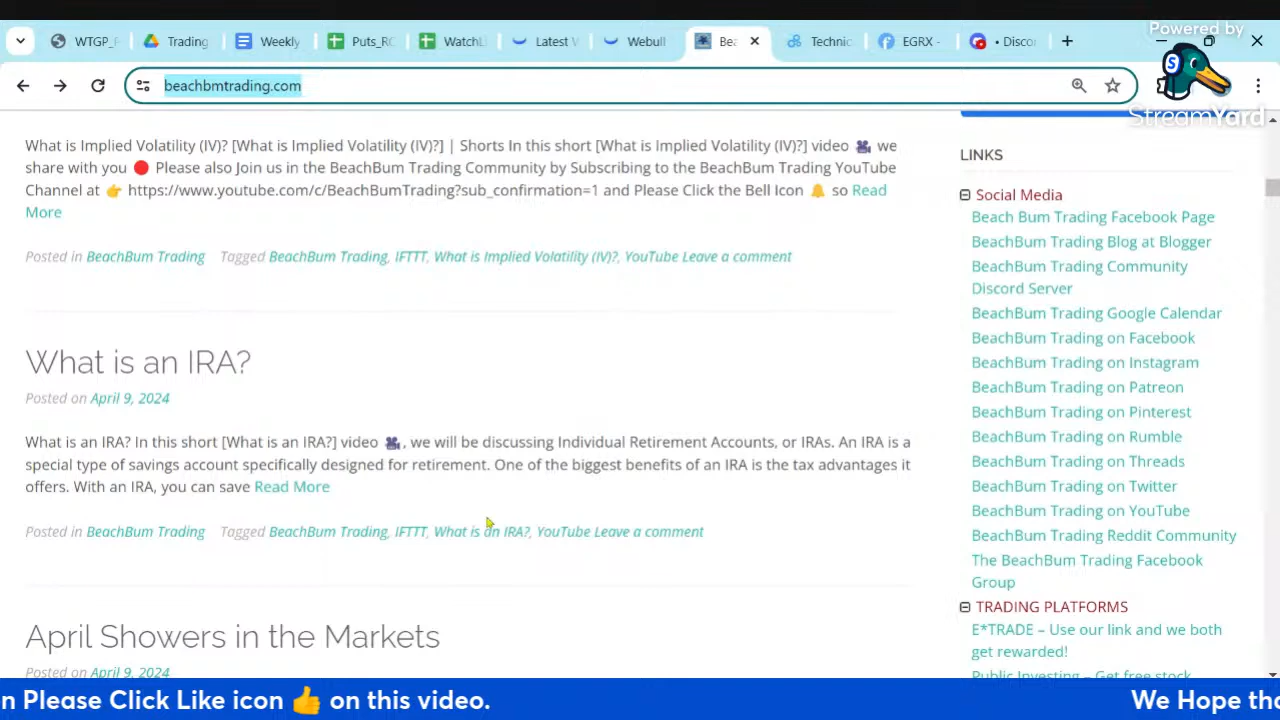 Powered by
StreamYard
WTGP_F
Trading
Weekly
Puts_RC
WatchLi
Latest V
Webull
Bea
Technic
EGRX -
• Disco
beachbmtrading.com
What is Implied Volatility (IV)? [What is Implied Volatility (IV)?] | Shorts In this short [What is Implied Volatility (IV)?] video 🎥 we
share with you 🔴 Please also Join us in the BeachBum Trading Community by Subscribing to the BeachBum Trading YouTube
Channel at 👉 https://www.youtube.com/c/BeachBumTrading?sub_confirmation=1 and Please Click the Bell Icon 🔔 so Read
More
Posted in BeachBum Trading Tagged BeachBum Trading, IFTTT, What is Implied Volatility (IV)?, YouTube Leave a comment
What is an IRA?
Posted on April 9, 2024
What is an IRA? In this short [What is an IRA?] video 🎥, we will be discussing Individual Retirement Accounts, or IRAs. An IRA is a
special type of savings account specifically designed for retirement. One of the biggest benefits of an IRA is the tax advantages it
offers. With an IRA, you can save Read More
Posted in BeachBum Trading Tagged BeachBum Trading, IFTTT, What is an IRA?, YouTube Leave a comment
April Showers in the Markets
Posted on April 9, 2024
LINKS
Social Media
Beach Bum Trading Facebook Page
BeachBum Trading Blog at Blogger
BeachBum Trading Community
Discord Server
BeachBum Trading Google Calendar
BeachBum Trading on Facebook
BeachBum Trading on Instagram
BeachBum Trading on Patreon
BeachBum Trading on Pinterest
BeachBum Trading on Rumble
BeachBum Trading on Threads
BeachBum Trading on Twitter
BeachBum Trading on YouTube
BeachBum Trading Reddit Community
The BeachBum Trading Facebook
Group
TRADING PLATFORMS
E*TRADE – Use our link and we both
get rewarded!
Public Investing – Get free stock
n Please Click Like icon 👍 on this video.
We Hope tha